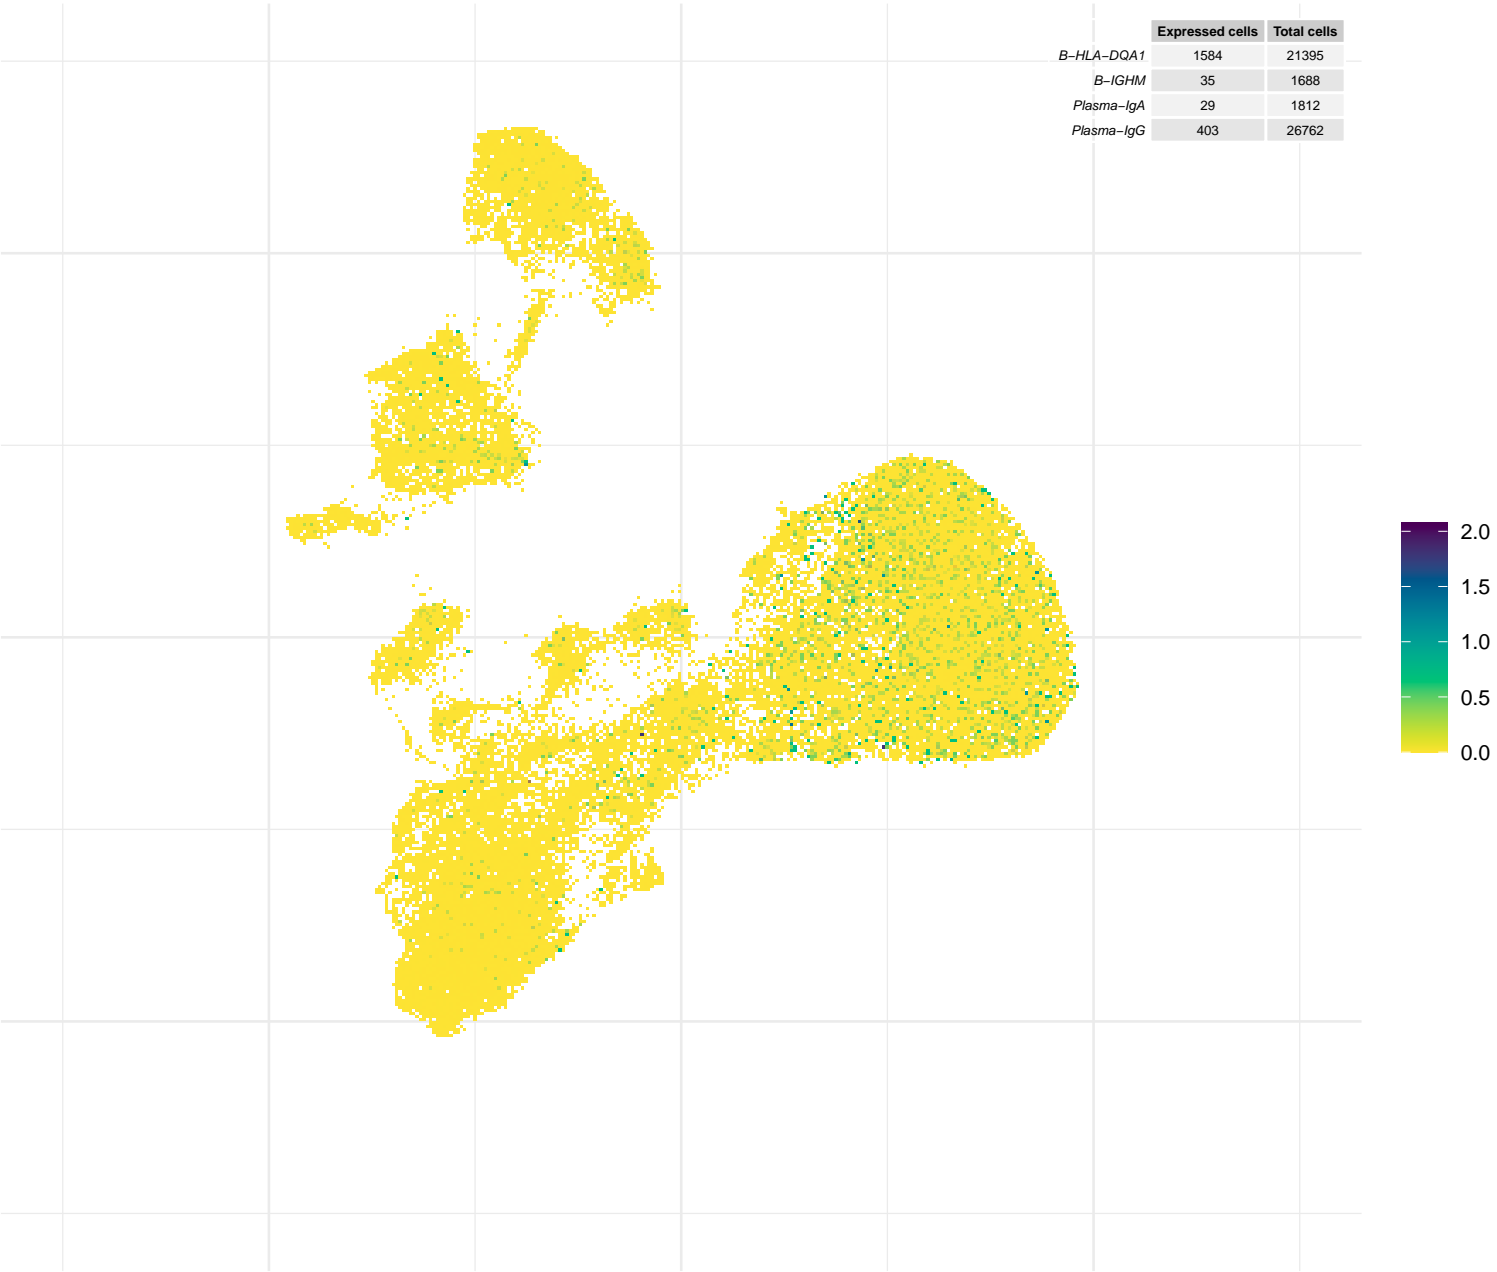 Expressed cells Total cells
B−HLA−DQA1 1584 21395
B−IGHM 35 1688
Plasma−IgA 29 1812
Plasma−IgG 403 26762
2.0
1.5
1.0
0.5
0.0